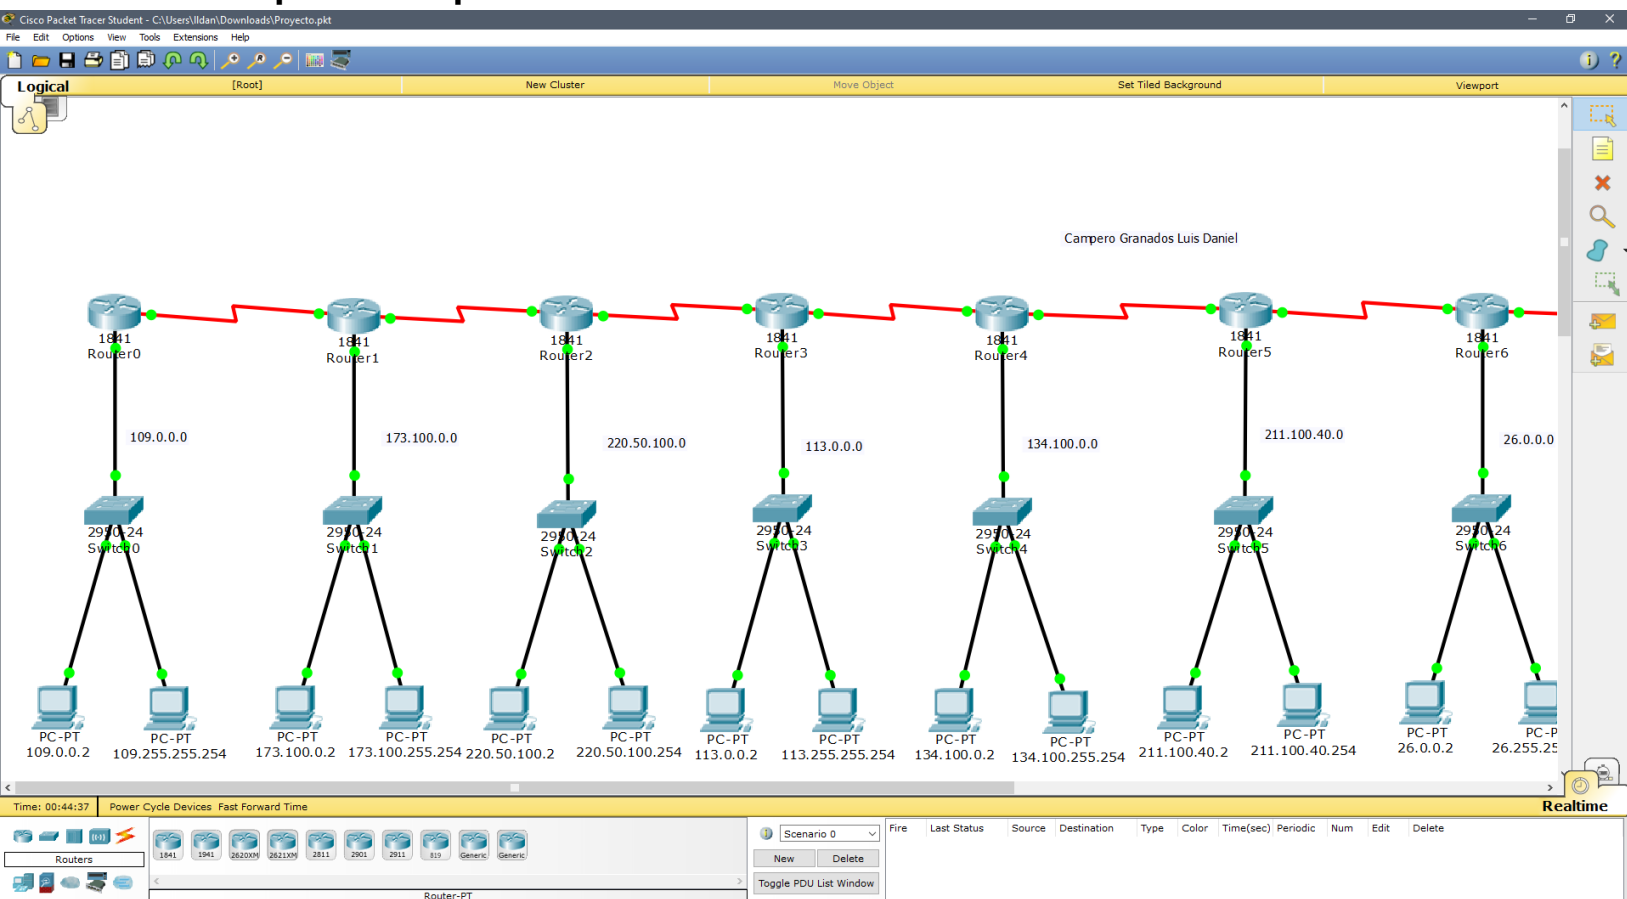 Cisco Packet Tracer Student - C:\Users\lldan\Downloads\Proyecto.pkt
File Edit Options View Tools Extensions Help
Logical [Root] New Cluster Move Object Set Tiled Background Viewport
Campero Granados Luis Daniel
1841 1841 1841 1841 1841 1841 1841
Router0 Router1 Router2 Router3 Router4 Router5 Router6
109.0.0.0 173.100.0.0 220.50.100.0 113.0.0.0 134.100.0.0 211.100.40.0 26.0.0.0
2950-24 2950-24 2950-24 2950-24 2950-24 2950-24 2950-24
Switch0 Switch1 Switch2 Switch3 Switch4 Switch5 Switch6
PC-PT PC-PT PC-PT PC-PT PC-PT PC-PT PC-PT PC-PT PC-PT PC-PT PC-PT PC-PT PC-PT PC-P
109.0.0.2 109.255.255.254 173.100.0.2 173.100.255.254 220.50.100.2 220.50.100.254 113.0.0.2 113.255.255.254 134.100.0.2 134.100.255.254 211.100.40.2 211.100.40.254 26.0.0.2 26.255.25
Time: 00:44:37 Power Cycle Devices Fast Forward Time Realtime
Routers
1841 1941 2620XM 2621XM 2811 2901 2911 819 Generic Generic
Router-PT
Scenario 0
New Delete
Toggle PDU List Window
Fire Last Status Source Destination Type Color Time(sec) Periodic Num Edit Delete